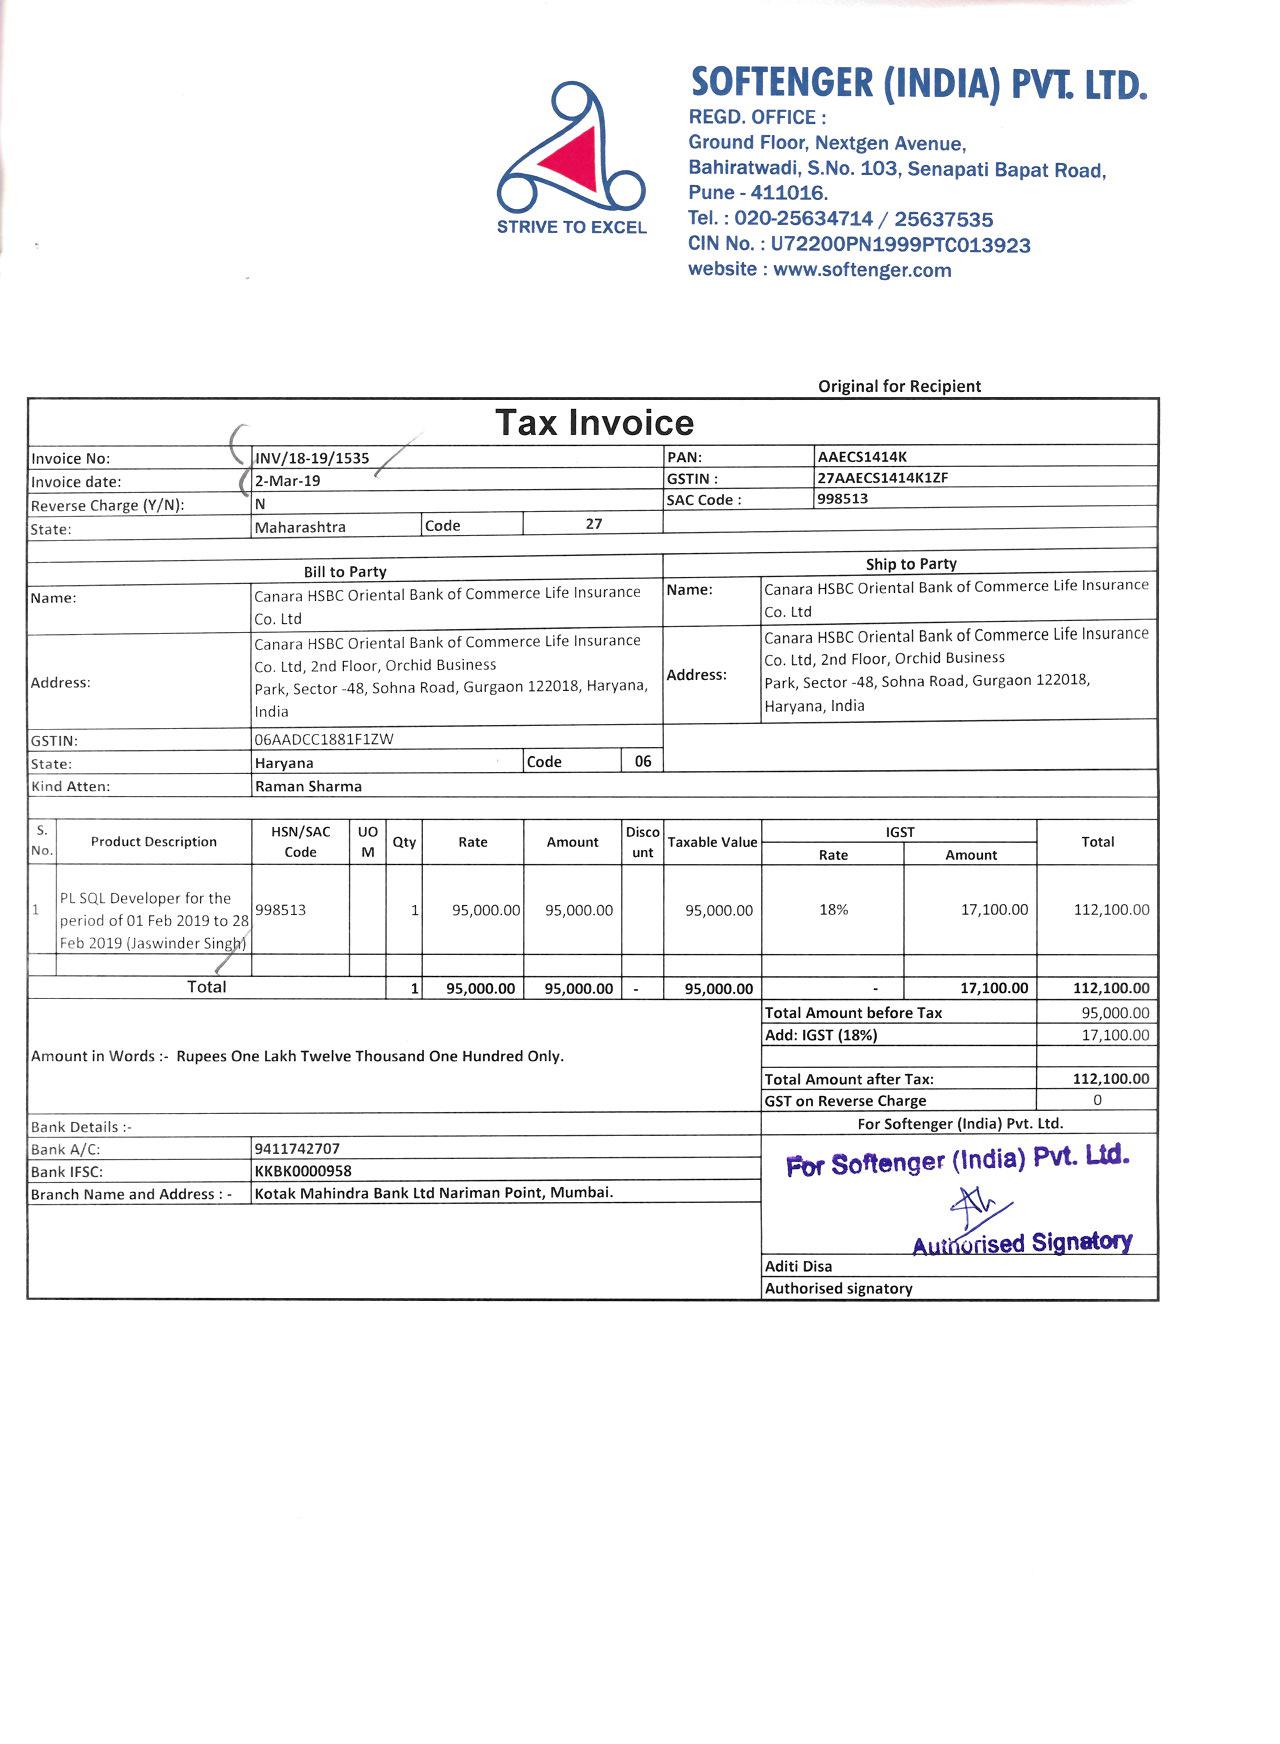 SOFTENGER (INDIA) PVT. LTD.
REGD. OFFICE :
Ground Floor, Nextgen Avenue,
Bahiratwadi, S.No. 103, Senapati Bapat Road,
Pune - 411016.
Tel. : 020-25634714 / 25637535
CIN No. : U72200PN1999PTC013923
website : www.softenger.com
STRIVE TO EXCEL
Original for Recipient
Tax Invoice
Invoice No: INV/18-19/1535 PAN: AAECS1414K
Invoice date: 2-Mar-19 GSTIN : 27AAECS1414K1ZF
Reverse Charge (Y/N): N SAC Code : 998513
State: Maharashtra Code 27
Bill to Party Ship to Party
Name: Canara HSBC Oriental Bank of Commerce Life Insurance Name: Canara HSBC Oriental Bank of Commerce Life Insurance
Co. Ltd Co. Ltd
Canara HSBC Oriental Bank of Commerce Life Insurance Canara HSBC Oriental Bank of Commerce Life Insurance
Co. Ltd, 2nd Floor, Orchid Business Co. Ltd, 2nd Floor, Orchid Business
Address: Park, Sector -48, Sohna Road, Gurgaon 122018, Haryana, Address: Park, Sector -48, Sohna Road, Gurgaon 122018,
India Haryana, India
GSTIN: 06AADCC1881F1ZW
State: Haryana Code 06
Kind Atten: Raman Sharma
S. HSN/SAC UO Disco IGST
No. Product Description Code M Qty Rate Amount unt Taxable Value Rate Amount Total
PL SQL Developer for the
1 period of 01 Feb 2019 to 28 998513 1 95,000.00 95,000.00 95,000.00 18% 17,100.00 112,100.00
Feb 2019 (Jaswinder Singh)
Total 1 95,000.00 95,000.00 - 95,000.00 - 17,100.00 112,100.00
Total Amount before Tax 95,000.00
Add: IGST (18%) 17,100.00
Amount in Words :- Rupees One Lakh Twelve Thousand One Hundred Only.
Total Amount after Tax: 112,100.00
GST on Reverse Charge 0
Bank Details :- For Softenger (India) Pvt. Ltd.
Bank A/C: 9411742707
Bank IFSC: KKBK0000958
Branch Name and Address : - Kotak Mahindra Bank Ltd Nariman Point, Mumbai.
For Softenger (India) Pvt. Ltd.
Authorised Signatory
Aditi Disa
Authorised signatory